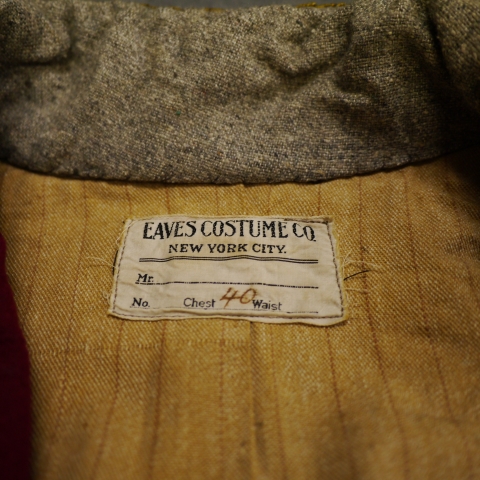 EAVES COSTUME CO.
NEW YORK CITY.
Mr.
No. Chest 40 Waist